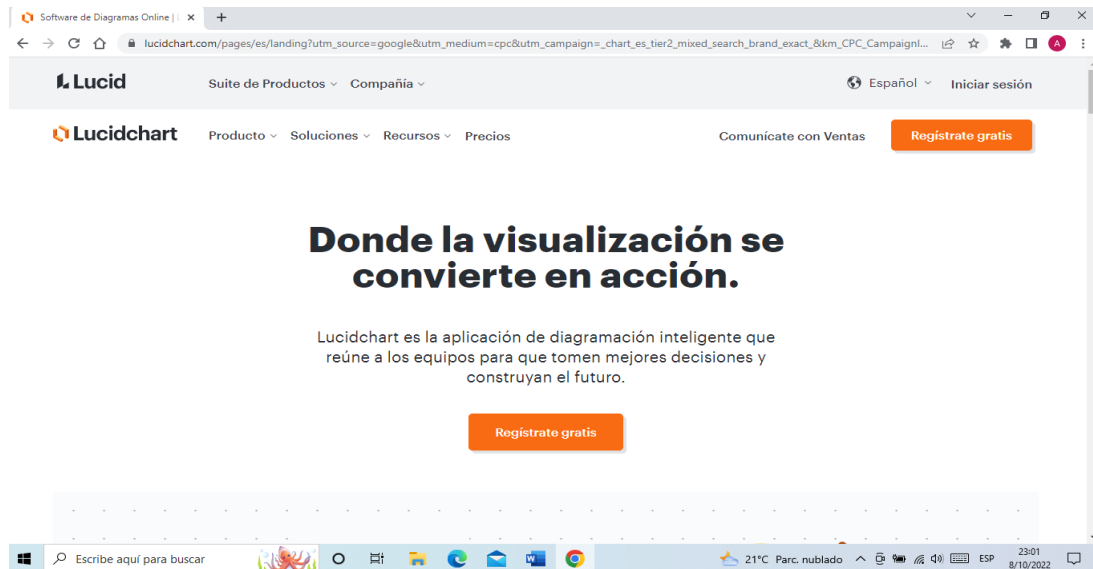 Software de Diagramas Online |
lucidchart.com/pages/es/landing?utm_source=google&utm_medium=cpc&utm_campaign=_chart_es_tier2_mixed_search_brand_exact_&km_CPC_CampaignI... A
Lucid Suite de Productos Compañía Español Iniciar sesión
Lucidchart Producto Soluciones Recursos Precios Comunícate con Ventas Regístrate gratis
Donde la visualización se
convierte en acción.
Lucidchart es la aplicación de diagramación inteligente que
reúne a los equipos para que tomen mejores decisiones y
construyan el futuro.
Regístrate gratis
Escribe aquí para buscar W 21°C Parc. nublado ESP 23:01
8/10/2022